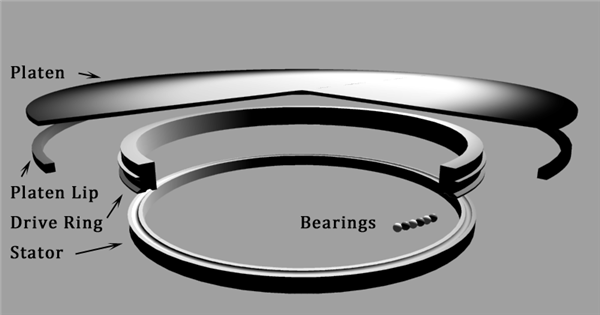 Platen
Platen Lip
Drive Ring
Stator
Bearings